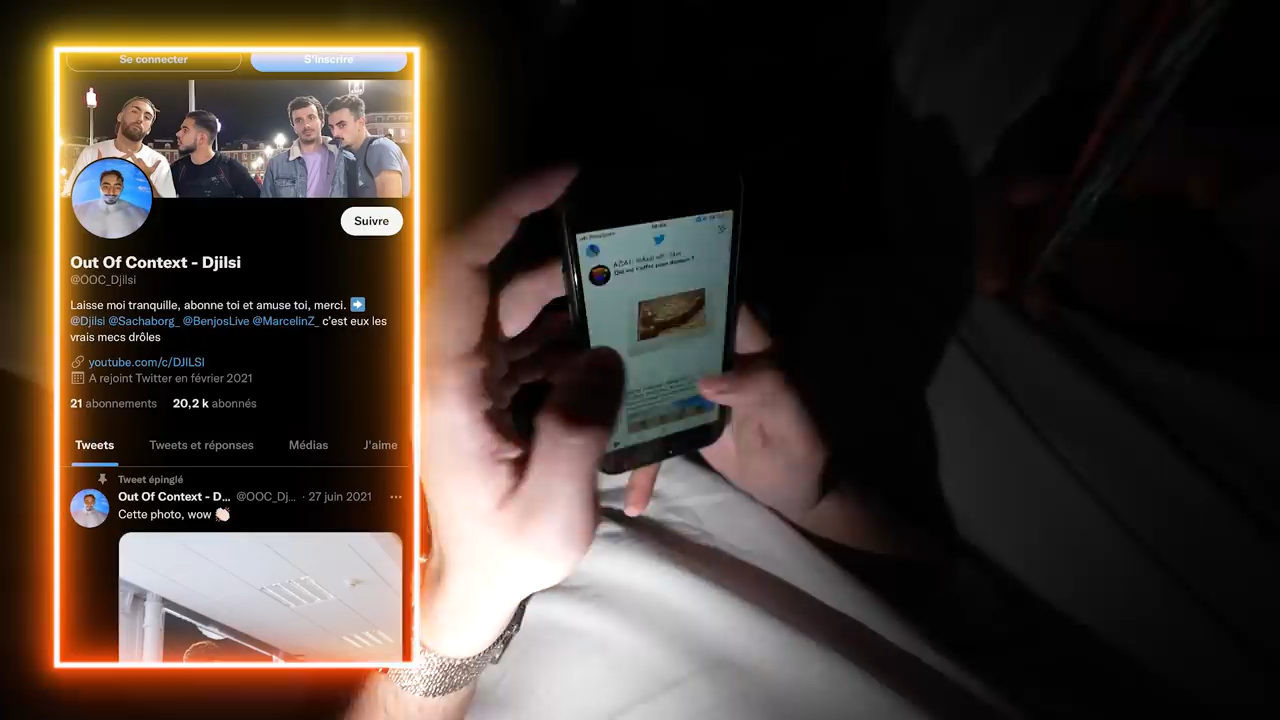 Se connecter
S'inscrire
Suivre
Out Of Context - Djilsi
@OOC_Djilsi
Laisse moi tranquille, abonne toi et amuse toi, merci. ➡️
@Djilsi @Sachaborg_ @BenjosLive @MarcelinZ_ c'est eux les
vrais mecs drôles
youtube.com/c/DJILSI
A rejoint Twitter en février 2021
21 abonnements 20,2 k abonnés
Tweets Tweets et réponses Médias J'aime
Tweet épinglé
Out Of Context - D... @OOC_Dj... · 27 juin 2021 ...
Cette photo, wow 👏🏻